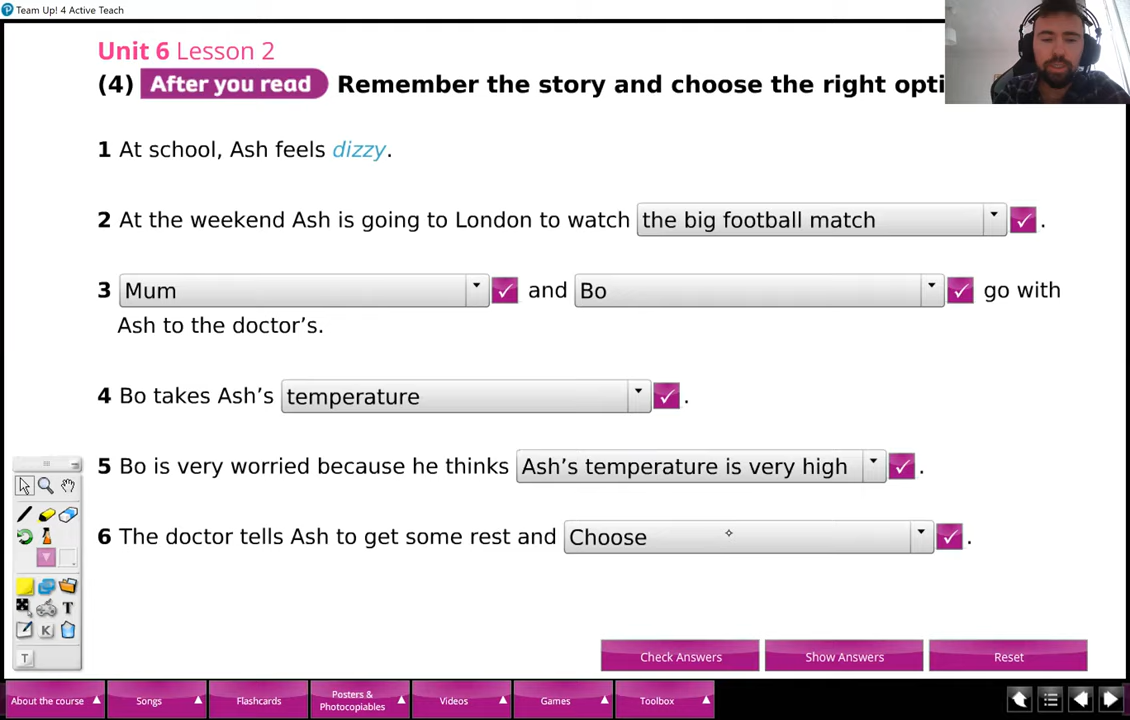 Team Up! 4 Active Teach
Unit 6 Lesson 2
(4) After you read Remember the story and choose the right opti
1 At school, Ash feels dizzy.
2 At the weekend Ash is going to London to watch the big football match .
3 Mum and Bo go with
Ash to the doctor's.
4 Bo takes Ash's temperature .
5 Bo is very worried because he thinks Ash's temperature is very high .
6 The doctor tells Ash to get some rest and Choose .
Check Answers Show Answers Reset
About the course Songs Flashcards Posters & Photocopiables Videos Games Toolbox